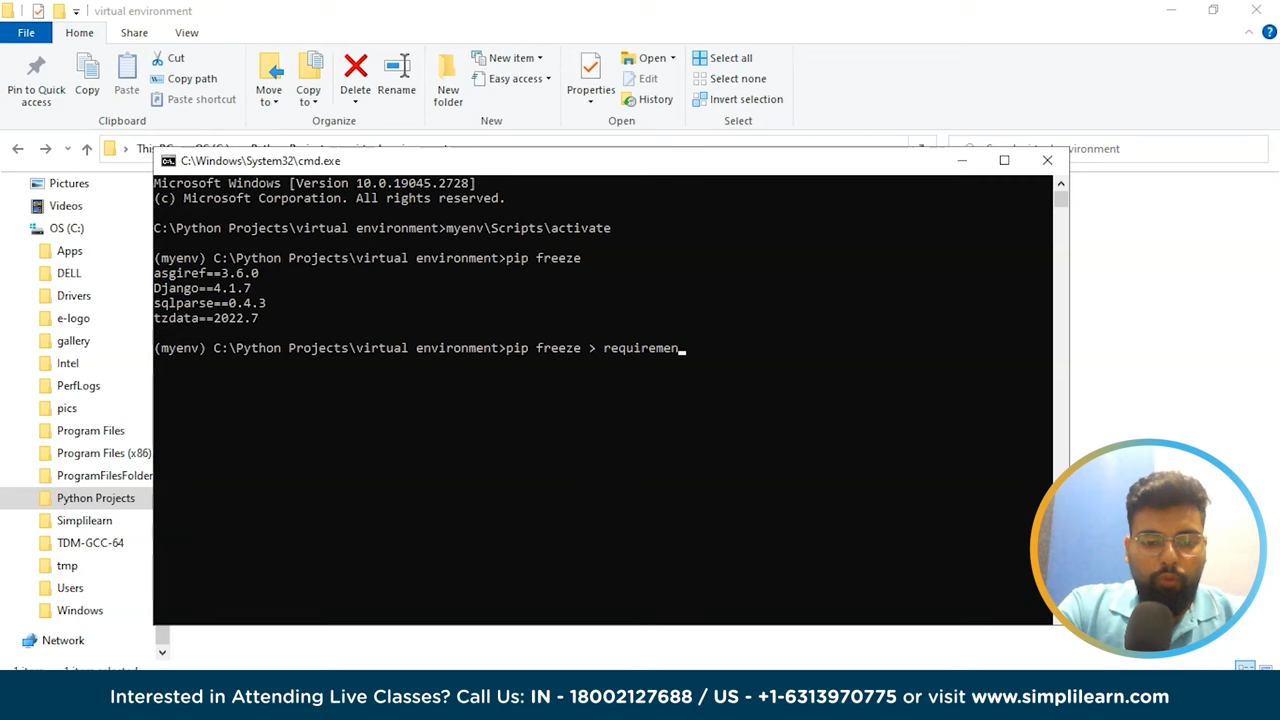 virtual environment
File Home Share View
Pin to Quick access
Copy
Paste
Cut
Copy path
Paste shortcut
Clipboard
Move to
Copy to
Delete
Rename
Organize
New folder
New item
Easy access
New
Properties
Open
Edit
History
Open
Select all
Select none
Invert selection
Select
C:\Windows\System32\cmd.exe
Microsoft Windows [Version 10.0.19045.2728]
(c) Microsoft Corporation. All rights reserved.
C:\Python Projects\virtual environment>myenv\Scripts\activate
(myenv) C:\Python Projects\virtual environment>pip freeze
asgiref==3.6.0
Django==4.1.7
sqlparse==0.4.3
tzdata==2022.7
(myenv) C:\Python Projects\virtual environment>pip freeze > requiremen_
Pictures
Videos
OS (C:)
Apps
DELL
Drivers
e-logo
gallery
Intel
PerfLogs
pics
Program Files
Program Files (x86)
ProgramFilesFolder
Python Projects
Simplilearn
TDM-GCC-64
tmp
Users
Windows
Network
Interested in Attending Live Classes? Call Us: IN - 18002127688 / US - +1-6313970775 or visit www.simplilearn.com